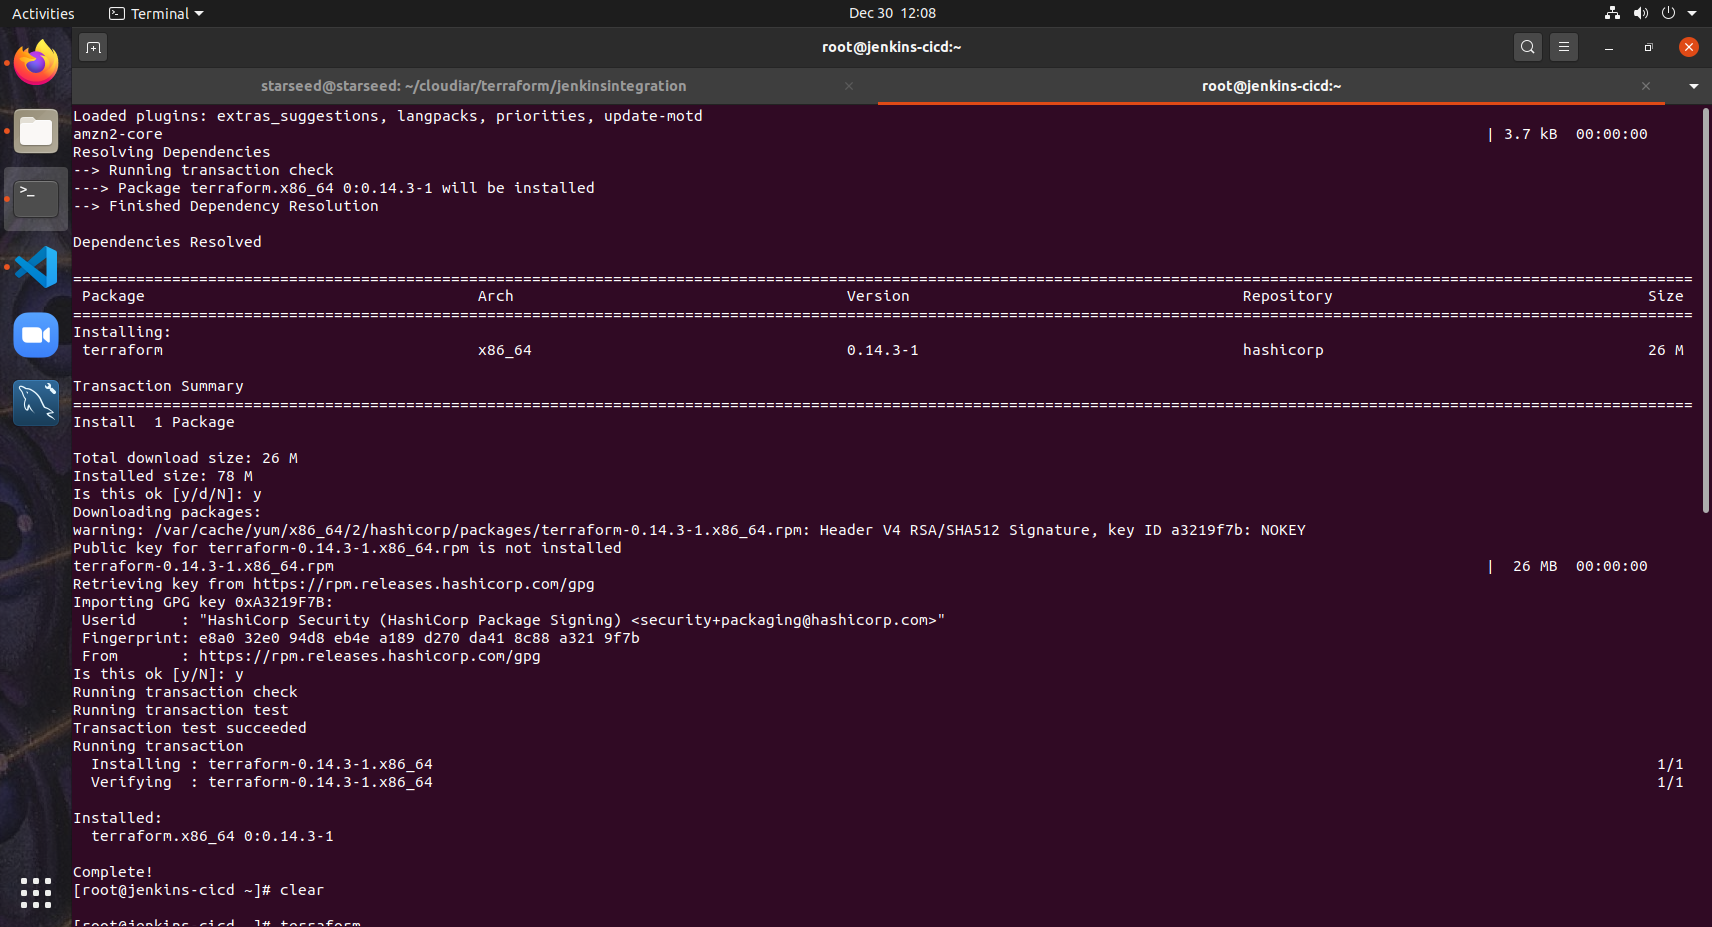 Activities Terminal Dec 30 12:08
root@jenkins-cicd:~
starseed@starseed: ~/cloudiar/terraform/jenkinsintegration root@jenkins-cicd:~
Loaded plugins: extras_suggestions, langpacks, priorities, update-motd
amzn2-core | 3.7 kB 00:00:00
Resolving Dependencies
--> Running transaction check
---> Package terraform.x86_64 0:0.14.3-1 will be installed
--> Finished Dependency Resolution
Dependencies Resolved
================================================================================
Package Arch Version Repository Size
================================================================================
Installing:
terraform x86_64 0.14.3-1 hashicorp 26 M
Transaction Summary
================================================================================
Install 1 Package
Total download size: 26 M
Installed size: 78 M
Is this ok [y/d/N]: y
Downloading packages:
warning: /var/cache/yum/x86_64/2/hashicorp/packages/terraform-0.14.3-1.x86_64.rpm: Header V4 RSA/SHA512 Signature, key ID a3219f7b: NOKEY
Public key for terraform-0.14.3-1.x86_64.rpm is not installed
terraform-0.14.3-1.x86_64.rpm | 26 MB 00:00:00
Retrieving key from https://rpm.releases.hashicorp.com/gpg
Importing GPG key 0xA3219F7B:
Userid : "HashiCorp Security (HashiCorp Package Signing) <security+packaging@hashicorp.com>"
Fingerprint: e8a0 32e0 94d8 eb4e a189 d270 da41 8c88 a321 9f7b
From : https://rpm.releases.hashicorp.com/gpg
Is this ok [y/N]: y
Running transaction check
Running transaction test
Transaction test succeeded
Running transaction
Installing : terraform-0.14.3-1.x86_64 1/1
Verifying : terraform-0.14.3-1.x86_64 1/1
Installed:
terraform.x86_64 0:0.14.3-1
Complete!
[root@jenkins-cicd ~]# clear
[root@jenkins-cicd ~]# terraform